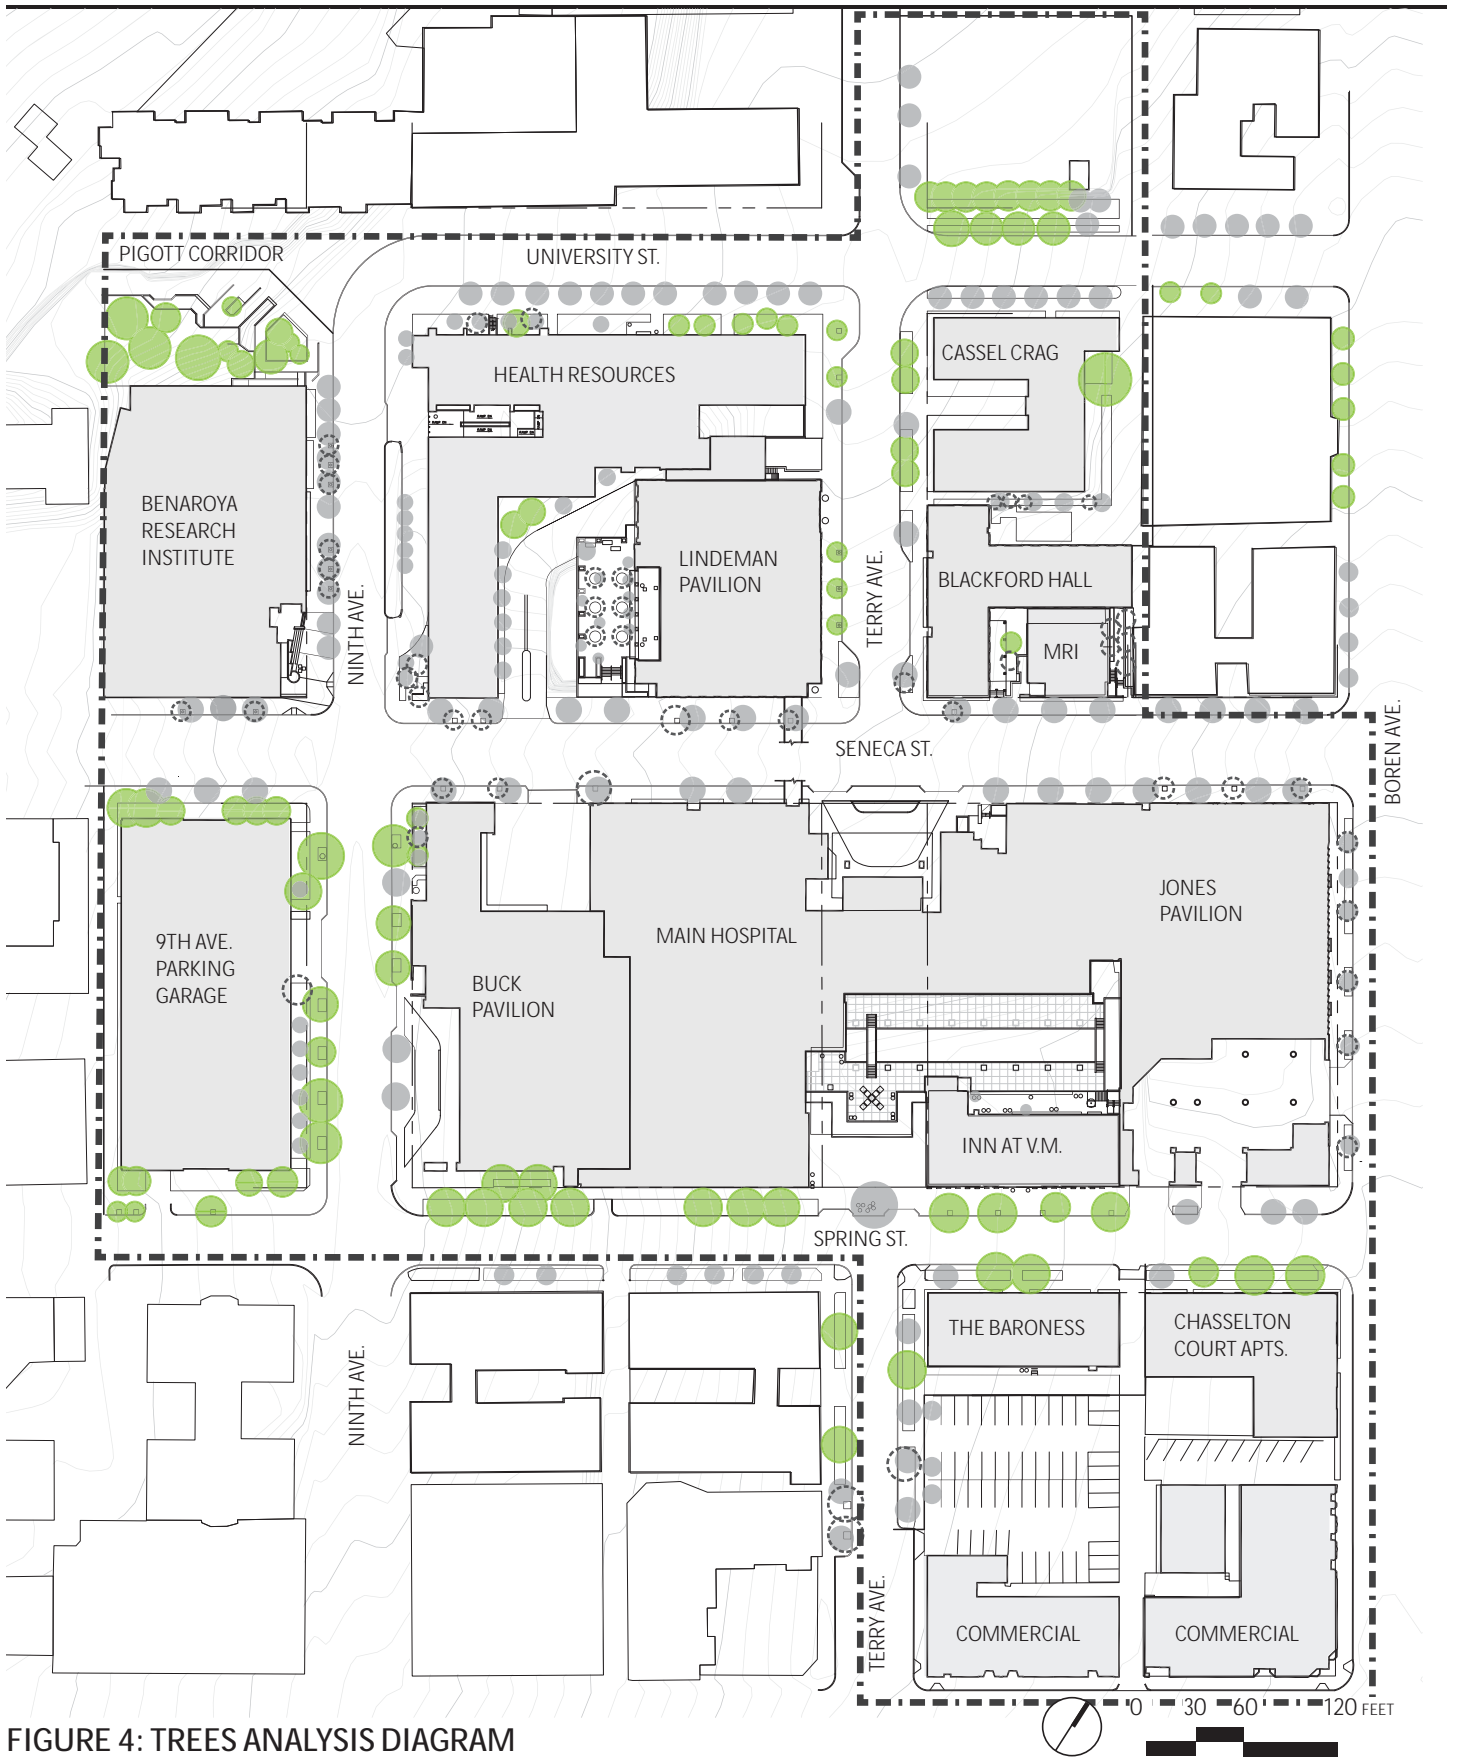 PIGOTT CORRIDOR
UNIVERSITY ST.
HEALTH RESOURCES
CASSEL CRAG
BENAROYA
RESEARCH
INSTITUTE
LINDEMAN
PAVILION
TERRY AVE.
BLACKFORD HALL
NINTH AVE.
MRI
SENECA ST.
BOREN AVE.
JONES
PAVILION
MAIN HOSPITAL
9TH AVE.
PARKING
GARAGE
BUCK
PAVILION
INN AT V.M.
SPRING ST.
THE BARONESS
CHASSELTON
COURT APTS.
NINTH AVE.
TERRY AVE.
COMMERCIAL
COMMERCIAL
0 30 60 120 FEET
FIGURE 4: TREES ANALYSIS DIAGRAM